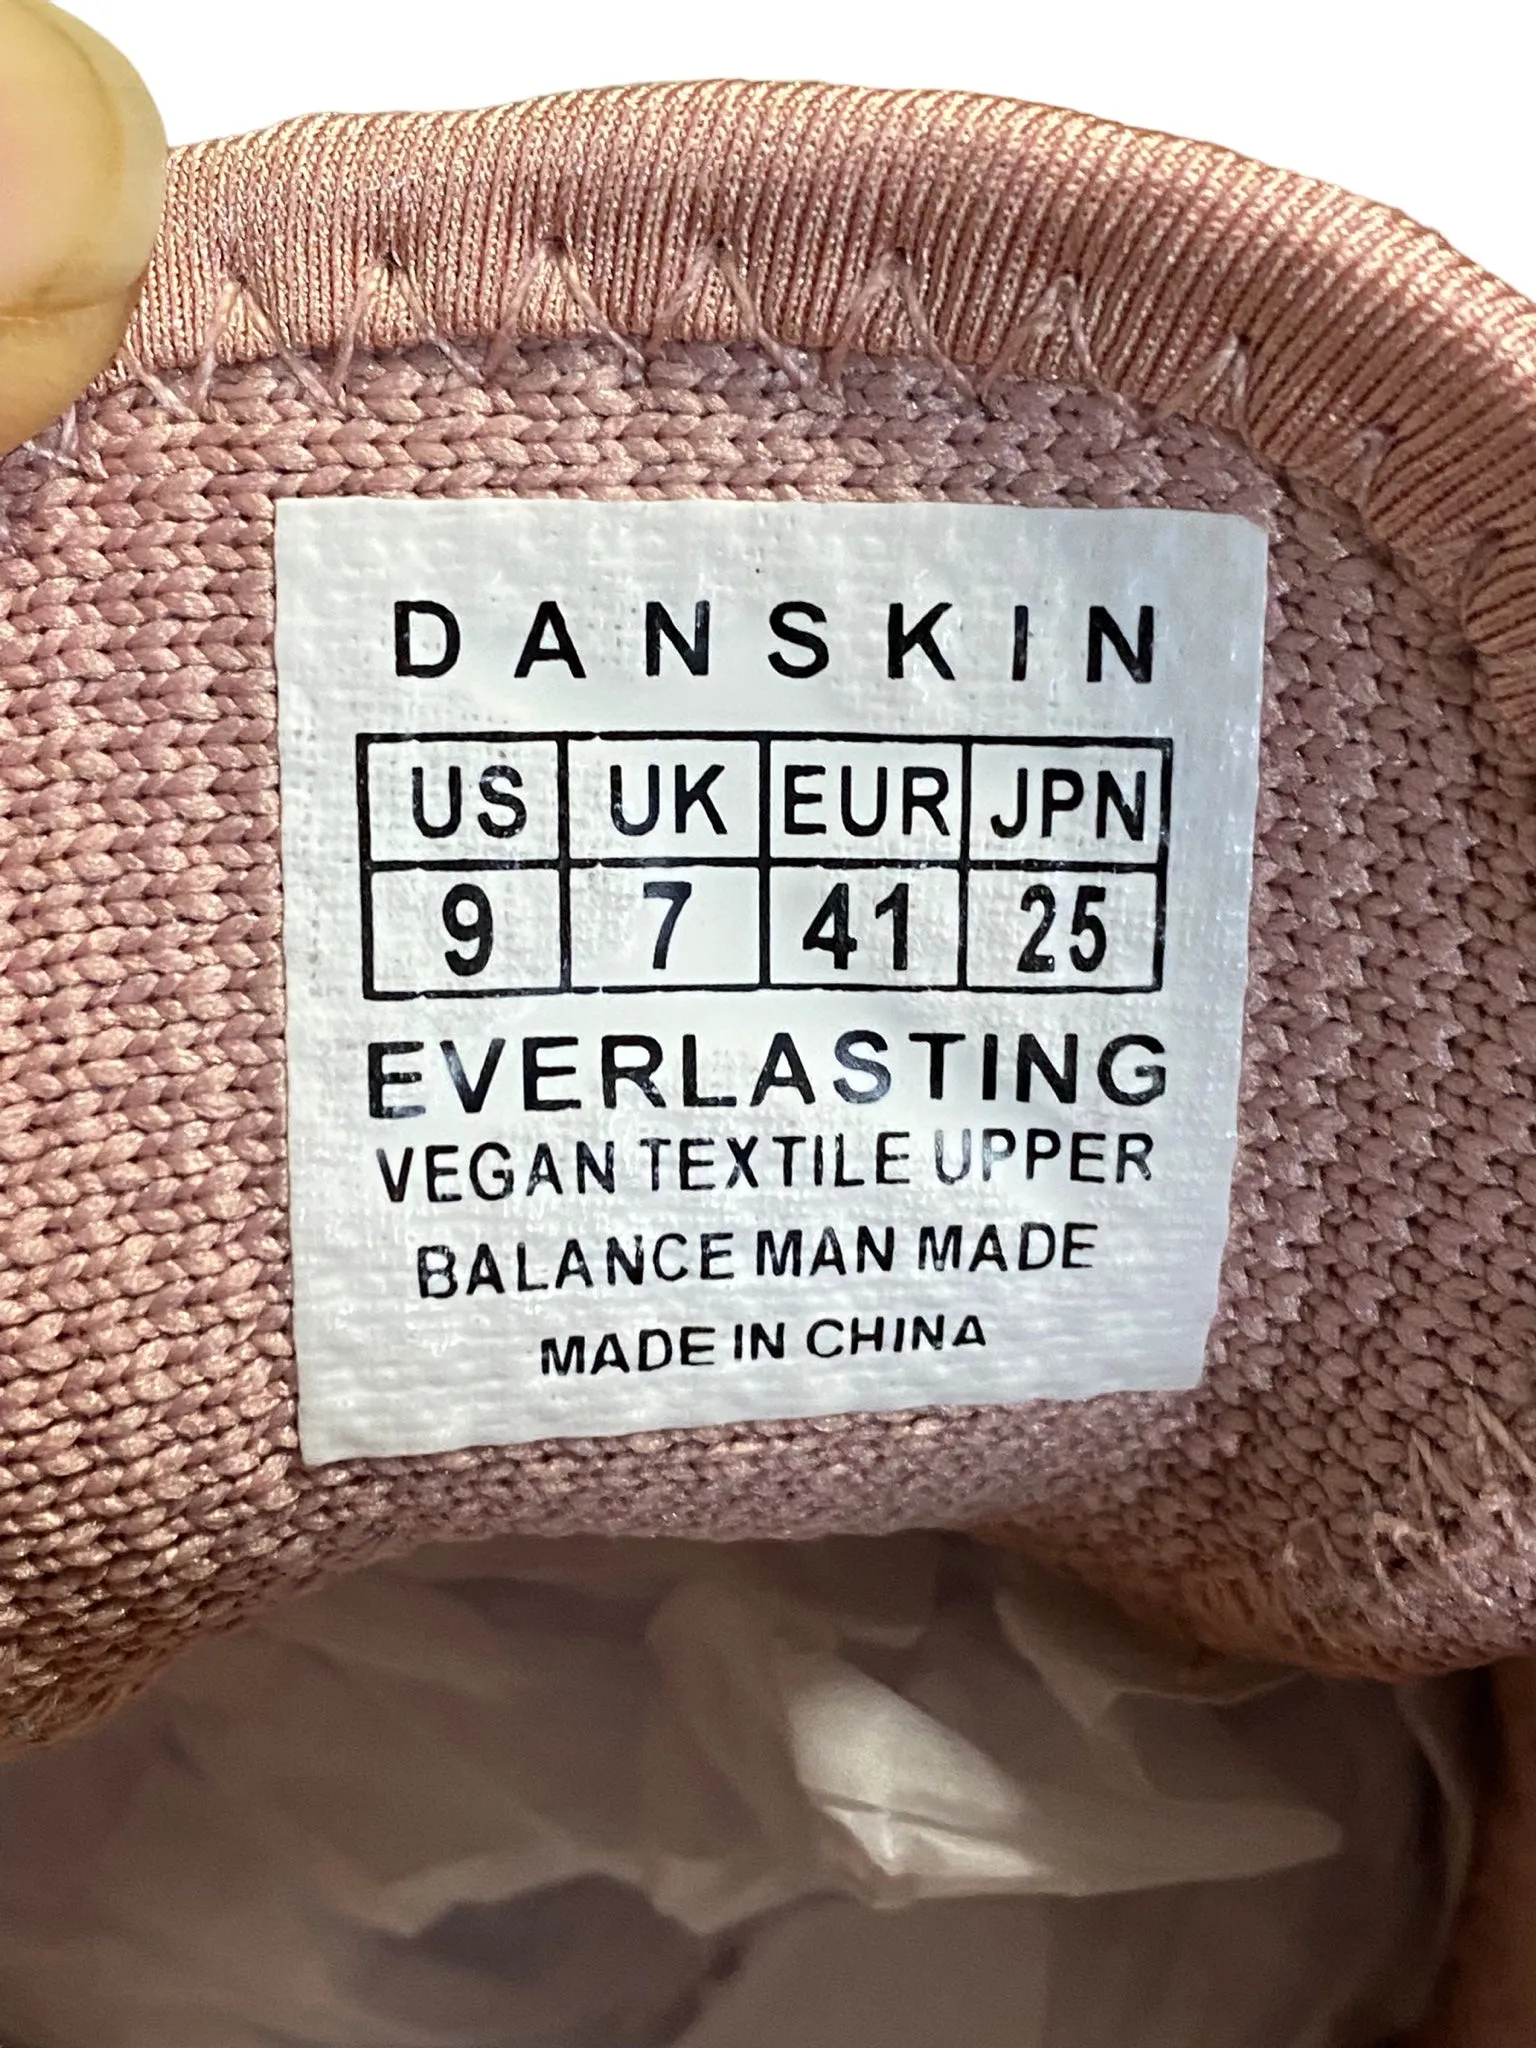 DANSKIN
US UK EUR JPN
9 7 41 25
EVERLASTING
VEGAN TEXTILE UPPER
BALANCE MAN MADE
MADE IN CHINA